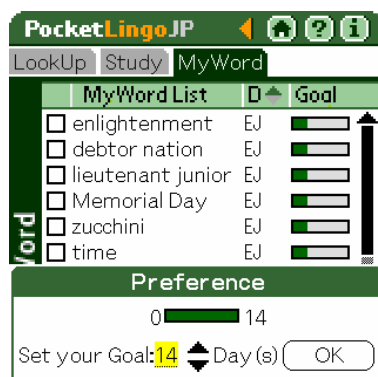 PocketLingoJP ? i
LookUp Study MyWord
MyWord List D Goal
enlightenment EJ
debtor nation EJ
lieutenant junior EJ
Memorial Day EJ
zucchini EJ
time EJ
Word
Preference
0 14
Set your Goal:14 Day(s) OK